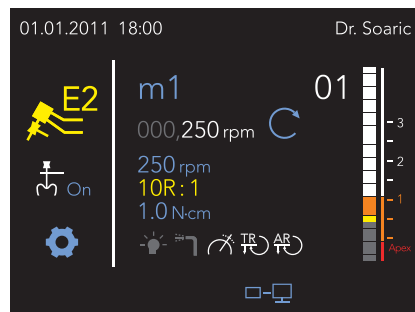 01.01.2011 18:00 Dr. Soaric
E2 m1 01
000,250 rpm
3
250 rpm
2
On 10R:1
1
1.0 N·cm
TR AR
Apex